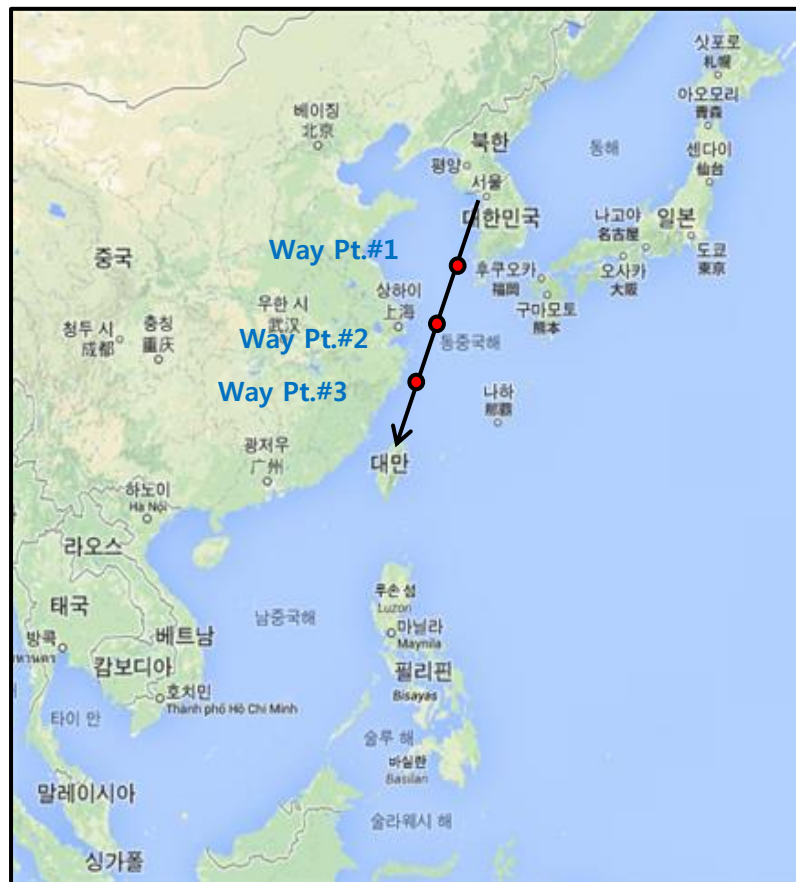 삿포로
札幌
아오모리
青森
베이징
北京
북한
동해
센다이
仙台
평양
서울
대한민국
나고야
名古屋
일본
도쿄
東京
Way Pt.#1
중국
후쿠오카
福岡
오사카
大阪
상하이
上海
우한 시
武汉
구마모토
熊本
청두 시
成都
충칭
重庆
Way Pt.#2
동중국해
Way Pt.#3
나하
那覇
광저우
广州
대만
하노이
Hà Nội
라오스
태국
루손 섬
Luzon
남중국해
방콕
베트남
마닐라
Maynila
캄보디아
필리핀
호치민
Thành phố Hồ Chí Minh
Bisayas
타이 만
술루 해
바실란
Basilan
말레이시아
술라웨시 해
싱가폴